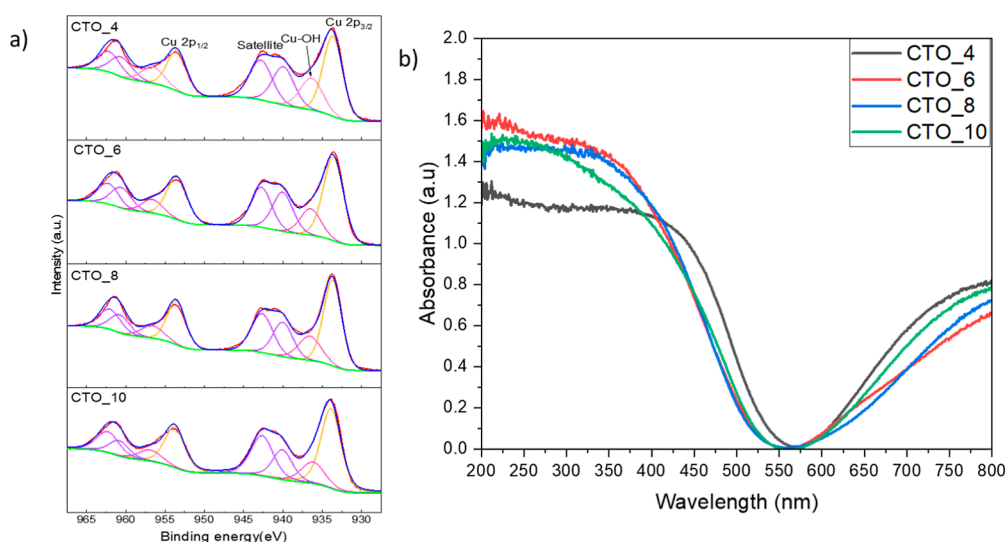 a)
CTO_4
Cu 2p1/2
Satellite
Cu-OH
Cu 2p3/2
CTO_6
CTO_8
CTO_10
Intensity (a.u.)
965 960 955 950 945 940 935 930
Binding energy(eV)
b)
2.0
1.8
1.6
1.4
1.2
1.0
0.8
0.6
0.4
0.2
0.0
Absorbance (a.u)
CTO_4
CTO_6
CTO_8
CTO_10
200 250 300 350 400 450 500 550 600 650 700 750 800
Wavelength (nm)